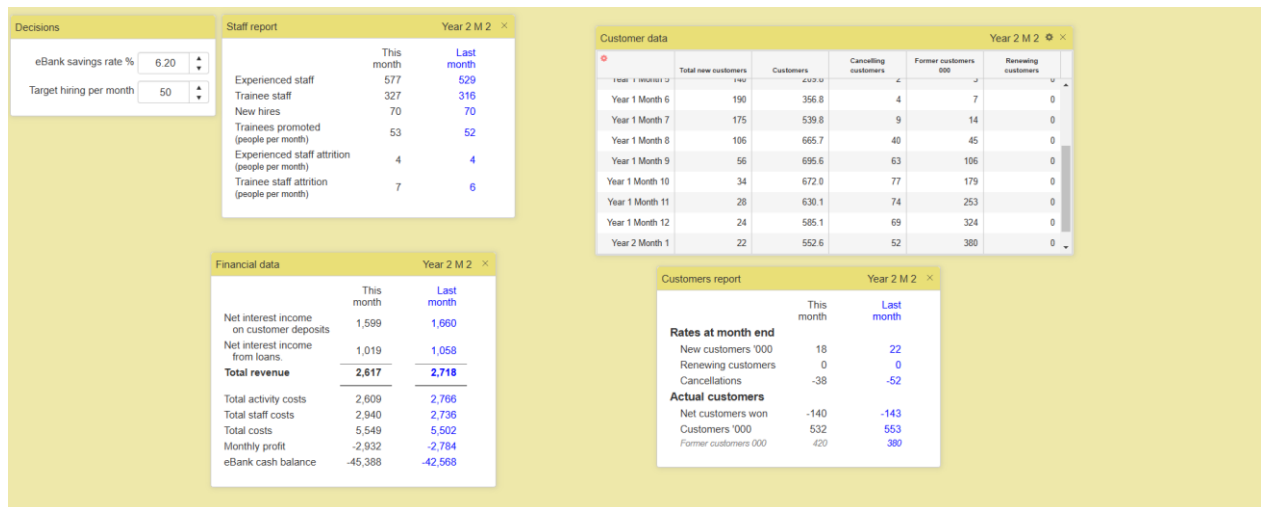 Decisions
eBank savings rate % 6.20
Target hiring per month 50
Staff report Year 2 M 2 ×
This month Last month
Experienced staff 577 529
Trainee staff 327 316
New hires 70 70
Trainees promoted
(people per month) 53 52
Experienced staff attrition
(people per month) 4 4
Trainee staff attrition
(people per month) 7 6
Customer data Year 2 M 2 ×
Total new customers Customers Cancelling customers Former customers 000 Renewing customers
Year 1 Month 5 140 209.8 2 3 0
Year 1 Month 6 190 356.8 4 7 0
Year 1 Month 7 175 539.8 9 14 0
Year 1 Month 8 106 665.7 40 45 0
Year 1 Month 9 56 695.6 63 106 0
Year 1 Month 10 34 672.0 77 179 0
Year 1 Month 11 28 630.1 74 253 0
Year 1 Month 12 24 585.1 69 324 0
Year 2 Month 1 22 552.6 52 380 0
Financial data Year 2 M 2 ×
This month Last month
Net interest income
on customer deposits 1,599 1,660
Net interest income
from loans. 1,019 1,058
Total revenue 2,617 2,718
Total activity costs 2,609 2,766
Total staff costs 2,940 2,736
Total costs 5,549 5,502
Monthly profit -2,932 -2,784
eBank cash balance -45,388 -42,568
Customers report Year 2 M 2 ×
This month Last month
Rates at month end
New customers '000 18 22
Renewing customers 0 0
Cancellations -38 -52
Actual customers
Net customers won -140 -143
Customers '000 532 553
Former customers 000 420 380